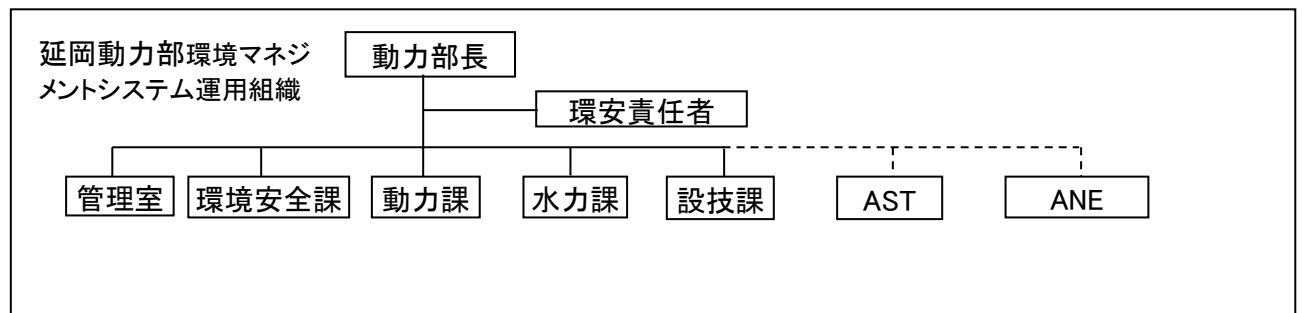 延岡動力部環境マネジ
メントシステム運用組織
動力部長
環安責任者
管理室
環境安全課
動力課
水力課
設技課
AST
ANE